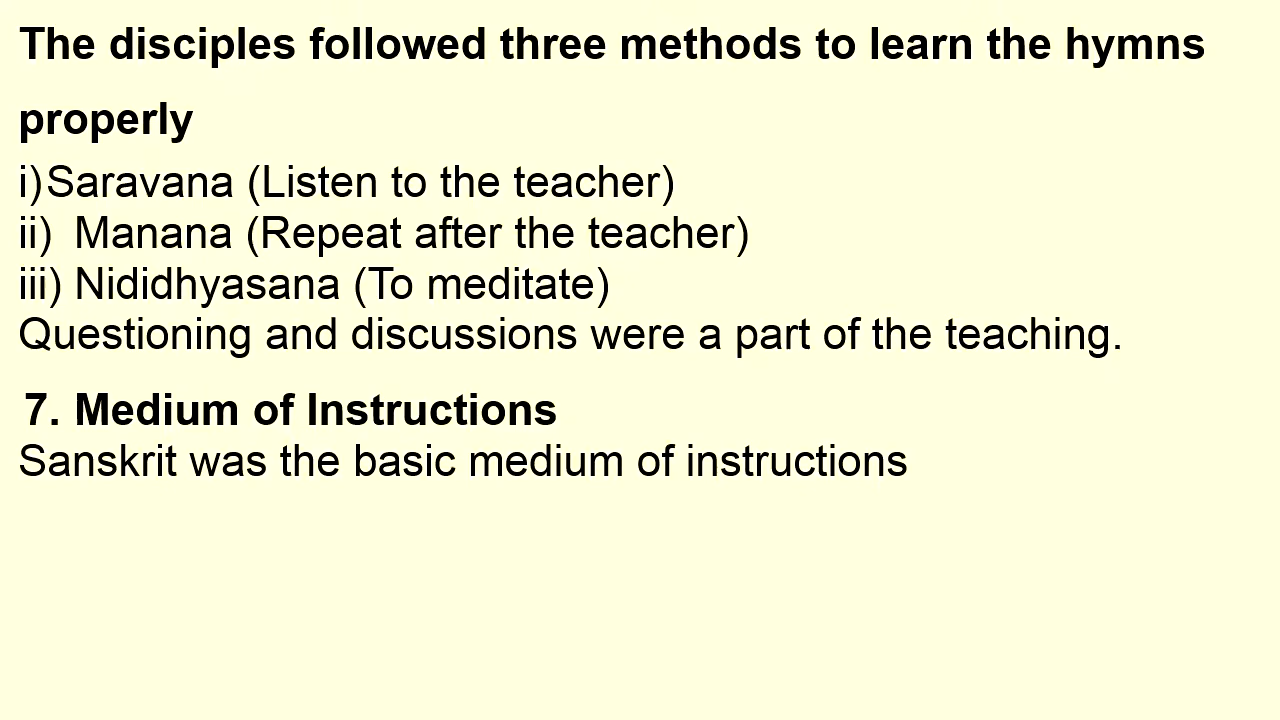 The disciples followed three methods to learn the hymns
properly
i)Saravana (Listen to the teacher)
ii) Manana (Repeat after the teacher)
iii) Nididhyasana (To meditate)
Questioning and discussions were a part of the teaching.
7. Medium of Instructions
Sanskrit was the basic medium of instructions